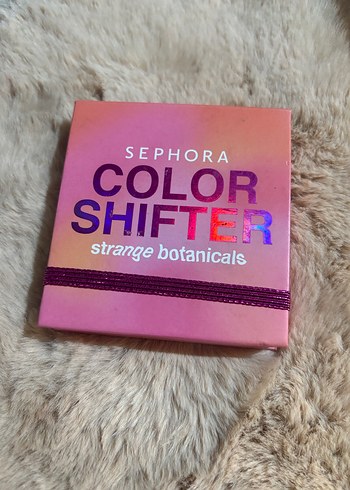 SEPHORA
COLOR
SHIFTER
strange botanicals